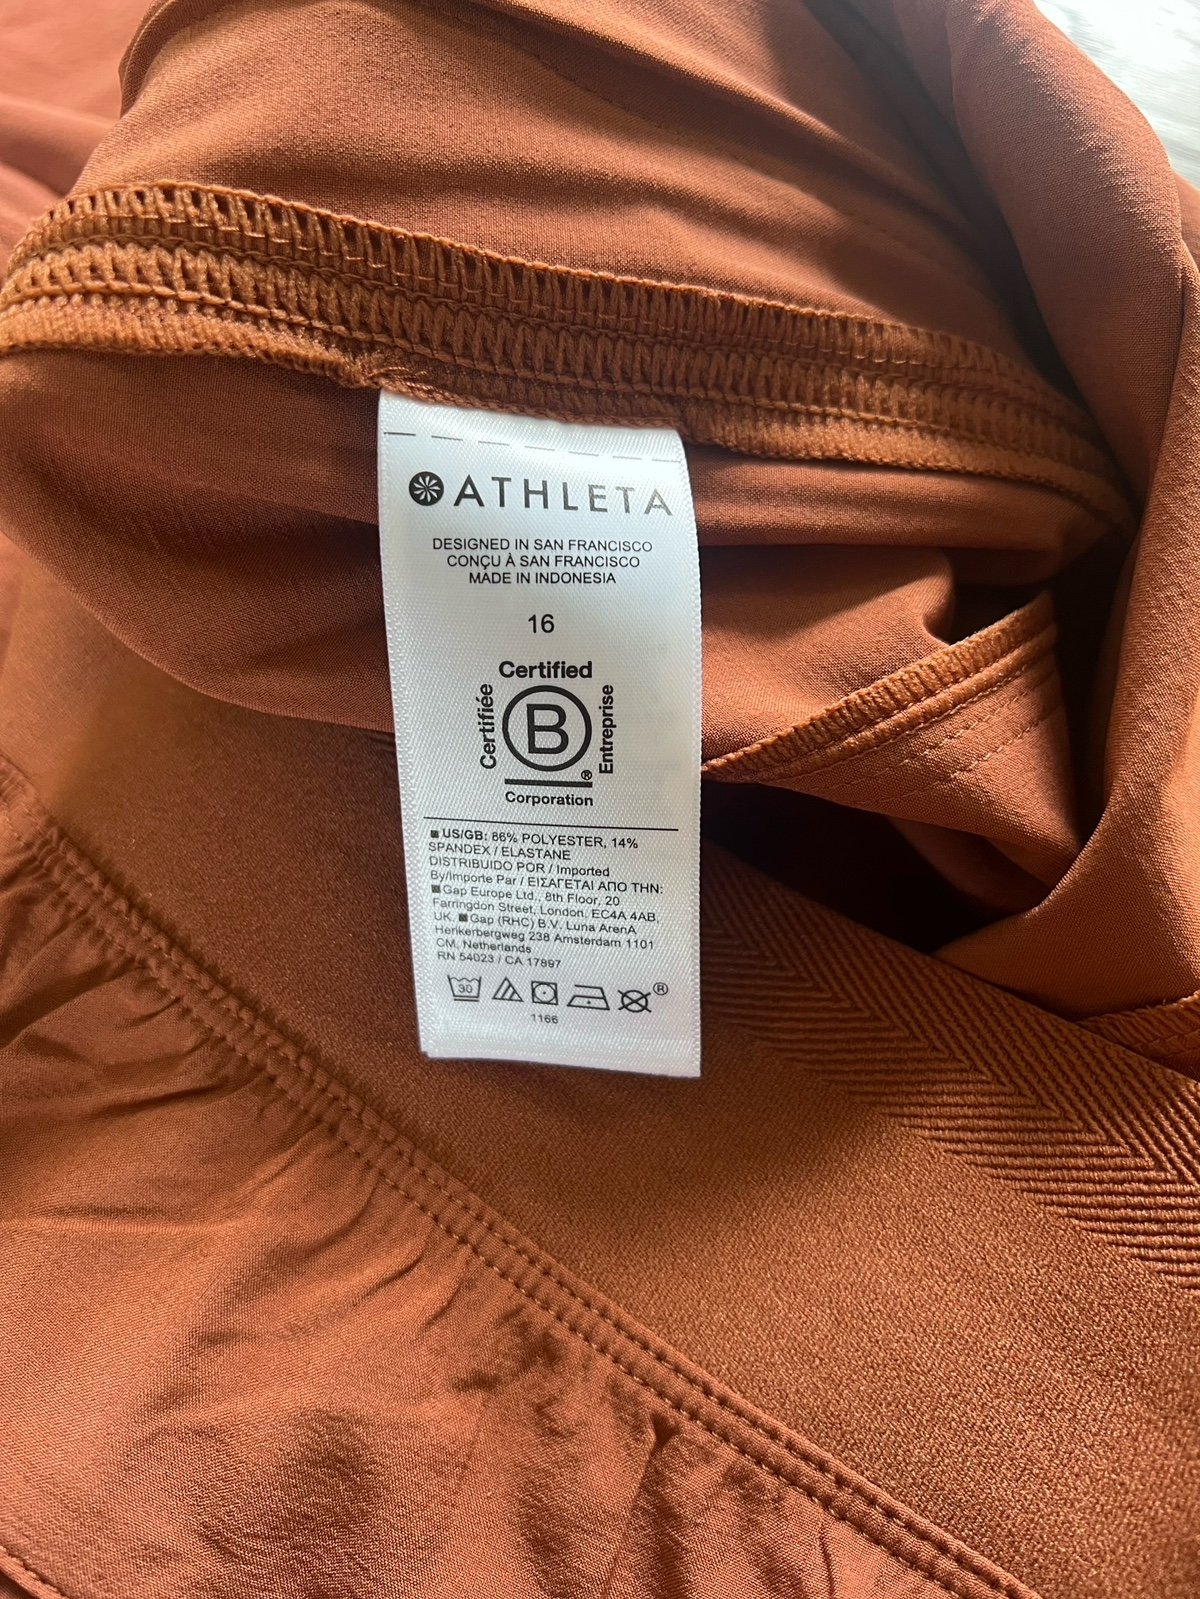 ATHLETA
DESIGNED IN SAN FRANCISCO
CONÇU À SAN FRANCISCO
MADE IN INDONESIA
16
Certified
Certifiée
B
Entreprise
®
Corporation
US/GB: 86% POLYESTER, 14%
SPANDEX / ELASTANE
DISTRIBUIDO POR / Imported
By/Importe Par / ΕΙΣΑΓΕΤΑΙ ΑΠΟ ΤΗΝ:
Gap Europe Ltd., 8th Floor, 20
Farringdon Street, London, EC4A 4AB,
UK, Gap (RHC) B.V. Luna ArenA
Herikerbergweg 238 Amsterdam 1101
CM, Netherlands
RN 54023 / CA 17897
30 ®
1166